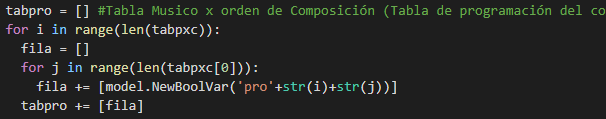 tabpro = [] #Tabla Musico x orden de Composición (Tabla de programación del co
for i in range(len(tabpxc)):
  fila = []
  for j in range(len(tabpxc[0])):
    fila += [model.NewBoolVar('pro'+str(i)+str(j))]
  tabpro += [fila]